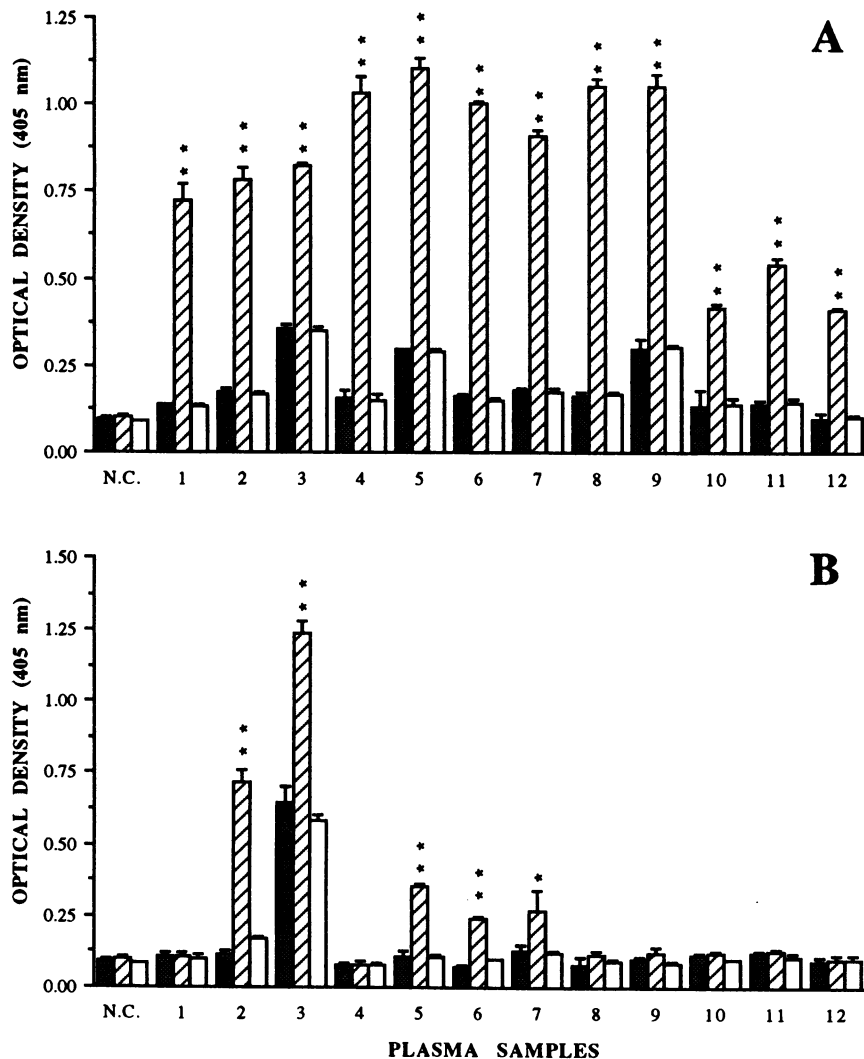 A
OPTICAL DENSITY (405 nm)
1.25
1.00
0.75
0.50
0.25
0.00
** ** ** ** ** ** ** ** ** ** ** **
N.C. 1 2 3 4 5 6 7 8 9 10 11 12
B
OPTICAL DENSITY (405 nm)
1.50
1.25
1.00
0.75
0.50
0.25
0.00
** ** ** ** *
N.C. 1 2 3 4 5 6 7 8 9 10 11 12
PLASMA SAMPLES